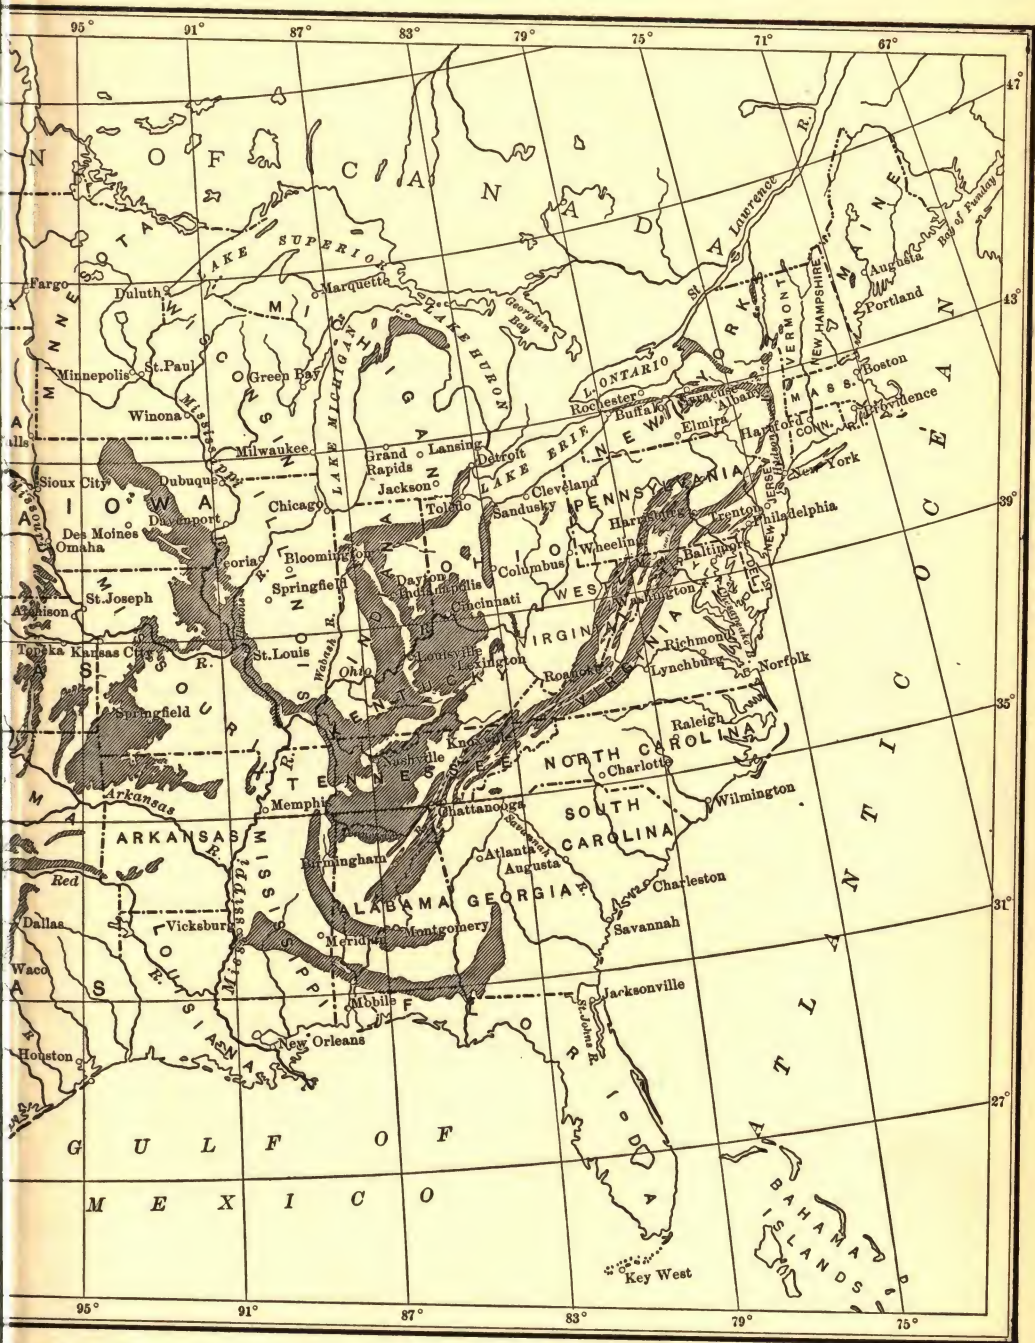 95° 91° 87° 83° 79° 75° 71° 67°
47°
N OF CANADA
St. Lawrence R.
MAINE
Bay of Funday
LAKE SUPERIOR
Fargo
MINNESOTA
Duluth
Marquette
Augusta
Portland
43°
MICHIGAN
Georgian Bay
LAKE HURON
NEW YORK
VERMONT
NEW HAMPSHIRE
WISCONSIN
Minnepolis
St.Paul
Green Bay
LAKE MICHIGAN
L. ONTARIO
Rochester
Syracuse
Buffalo
Albany
Boston
MASS.
Winona
Mississippi
Providence
Hartford
CONN.
R.I.
Elmira
Hudson
Milwaukee
Grand Rapids
Lansing
Detroit
LAKE ERIE
Jackson
Cleveland
PENNSYLVANIA
New York
Sioux City
IOWA
Dubuque
Chicago
Toledo
Sandusky
Harrisburg
Trenton
Philadelphia
39°
NEW JERSEY
Missouri
Des Moines
Davenport
Omaha
Peoria
Bloomington
ILLINOIS
INDIANA
OHIO
Wheeling
Baltimore
Columbus
Springfield
R.
Dayton
Indianapolis
WEST VIRGINIA
Washington
Chesapeake B.
Cincinnati
Atchison
St.Joseph
Topeka
Kansas City
MISSOURI
R.
St.Louis
Wabash R.
Ohio
Louisville
Lexington
KENTUCKY
VIRGINIA
Richmond
Lynchburg
Roanoke
Norfolk
35°
Springfield
Raleigh
NORTH CAROLINA
Knoxville
Nashville
TENNESSEE
R.
Charlotte
Arkansas
Memphis
Chattanooga
SOUTH CAROLINA
Wilmington
ARKANSAS
R.
MISSISSIPPI
Birmingham
Savannah R.
Atlanta
Augusta
Red
ALABAMA
GEORGIA
Charleston
31°
Dallas
Vicksburg
Mississippi
Meridian
Montgomery
Savannah
LOUISIANA
R.
Waco
A S
Mobile
FLORIDA
Jacksonville
St.Johns R.
New Orleans
R.
Houston
27°
ATLANTIC OCEAN
GULF OF
MEXICO
BAHAMA
ISLANDS
Key West
95° 91° 87° 83° 79° 75°